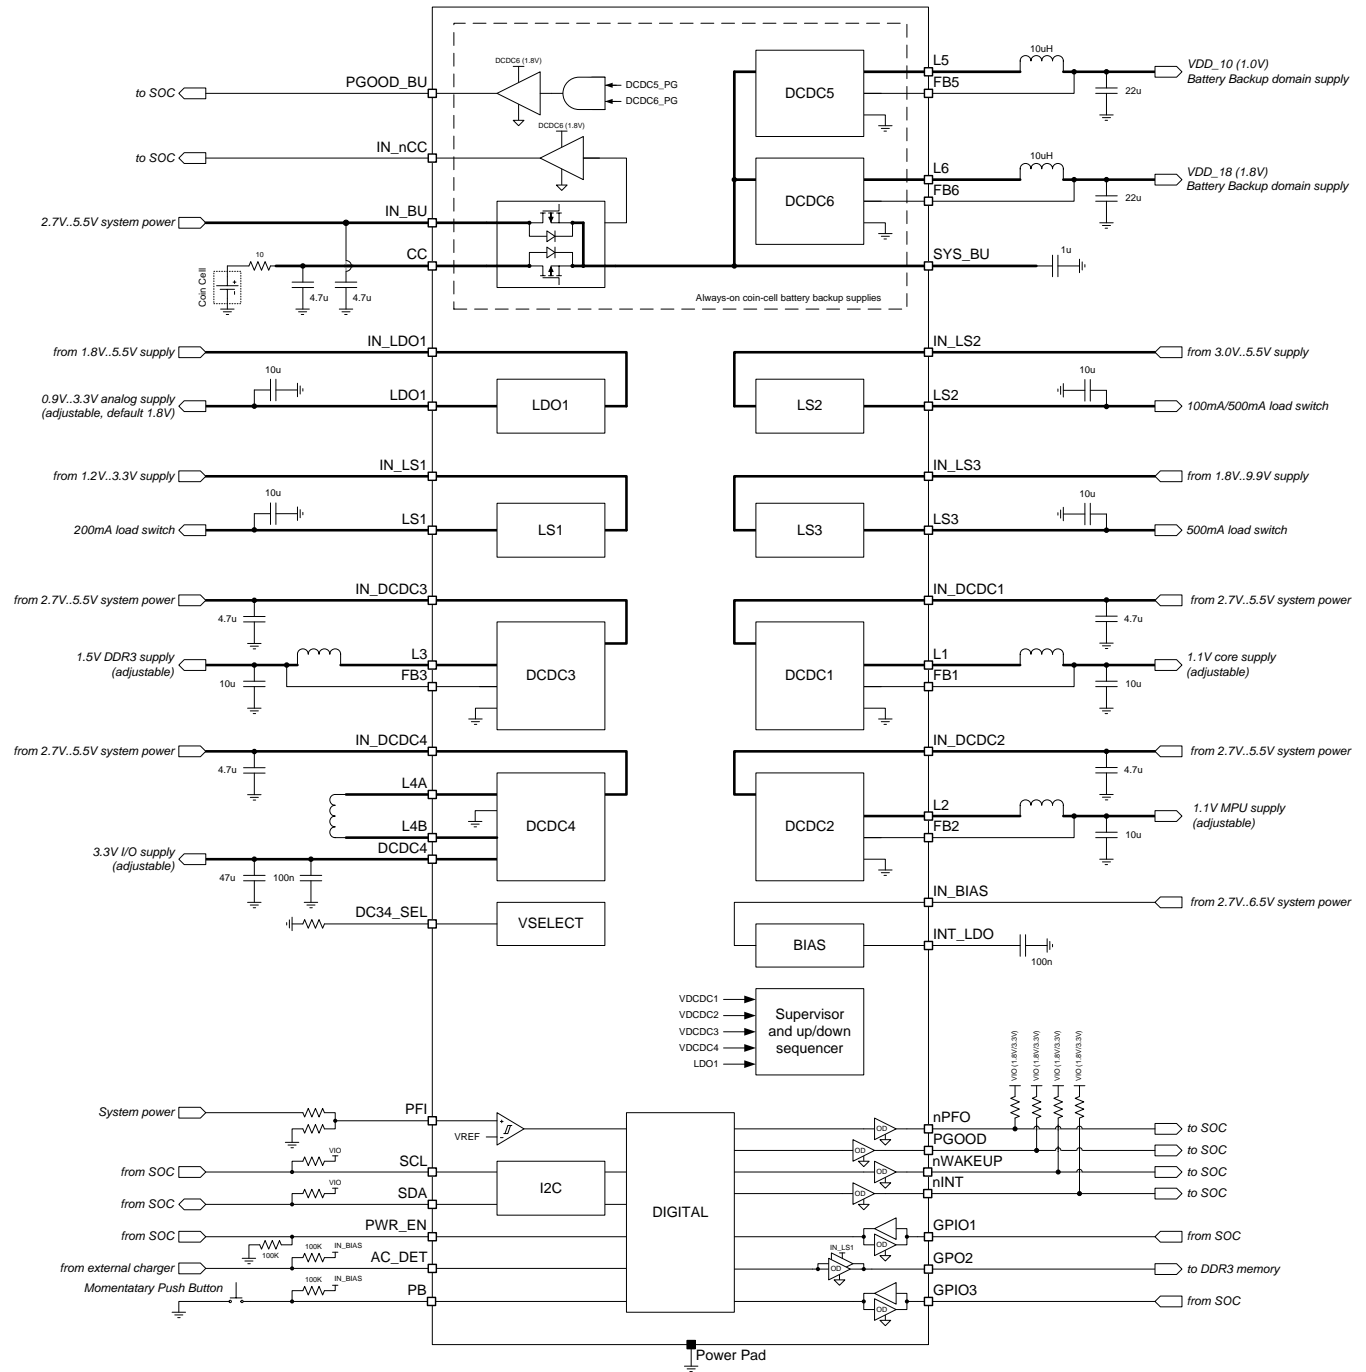 DCDC6 (1.8V)
PGOOD_BU
to SOC
DCDC5_PG
DCDC6_PG
DCDC5
L5
FB5
10uH
22u
VDD_10 (1.0V)
Battery Backup domain supply
IN_nCC
to SOC
DCDC6 (1.8V)
DCDC6
L6
FB6
10uH
22u
VDD_18 (1.8V)
Battery Backup domain supply
IN_BU
2.7V..5.5V system power
CC
10
Coin Cell
+
-
4.7u
4.7u
SYS_BU
1u
Always-on coin-cell battery backup supplies
IN_LDO1
from 1.8V..5.5V supply
10u
0.9V..3.3V analog supply
(adjustable, default 1.8V)
LDO1
LDO1
IN_LS2
from 3.0V..5.5V supply
10u
LS2
LS2
100mA/500mA load switch
IN_LS1
from 1.2V..3.3V supply
10u
200mA load switch
LS1
LS1
IN_LS3
from 1.8V..9.9V supply
10u
LS3
LS3
500mA load switch
IN_DCDC3
from 2.7V..5.5V system power
4.7u
1.5V DDR3 supply
(adjustable)
10u
L3
FB3
DCDC3
IN_DCDC1
from 2.7V..5.5V system power
4.7u
DCDC1
L1
FB1
10u
1.1V core supply
(adjustable)
IN_DCDC4
from 2.7V..5.5V system power
4.7u
L4A
L4B
DCDC4
DCDC4
3.3V I/O supply
(adjustable)
47u
100n
IN_DCDC2
from 2.7V..5.5V system power
4.7u
DCDC2
L2
FB2
10u
1.1V MPU supply
(adjustable)
DC34_SEL
VSELECT
IN_BIAS
from 2.7V..6.5V system power
BIAS
INT_LDO
100n
VDCDC1
VDCDC2
VDCDC3
VDCDC4
LDO1
Supervisor
and up/down
sequencer
VIO (1.8V/3.3V)
VIO (1.8V/3.3V)
VIO (1.8V/3.3V)
VIO (1.8V/3.3V)
System power
PFI
VREF
+
-
nPFO
OD
to SOC
PGOOD
OD
to SOC
from SOC
VIO
SCL
nWAKEUP
OD
to SOC
from SOC
VIO
SDA
I2C
nINT
OD
to SOC
DIGITAL
from SOC
100K
PWR_EN
GPIO1
OD
from SOC
from external charger
100K
IN_BIAS
AC_DET
IN_LS1
OD
GPO2
to DDR3 memory
Momentatary Push Button
100K
IN_BIAS
PB
GPIO3
OD
from SOC
Power Pad